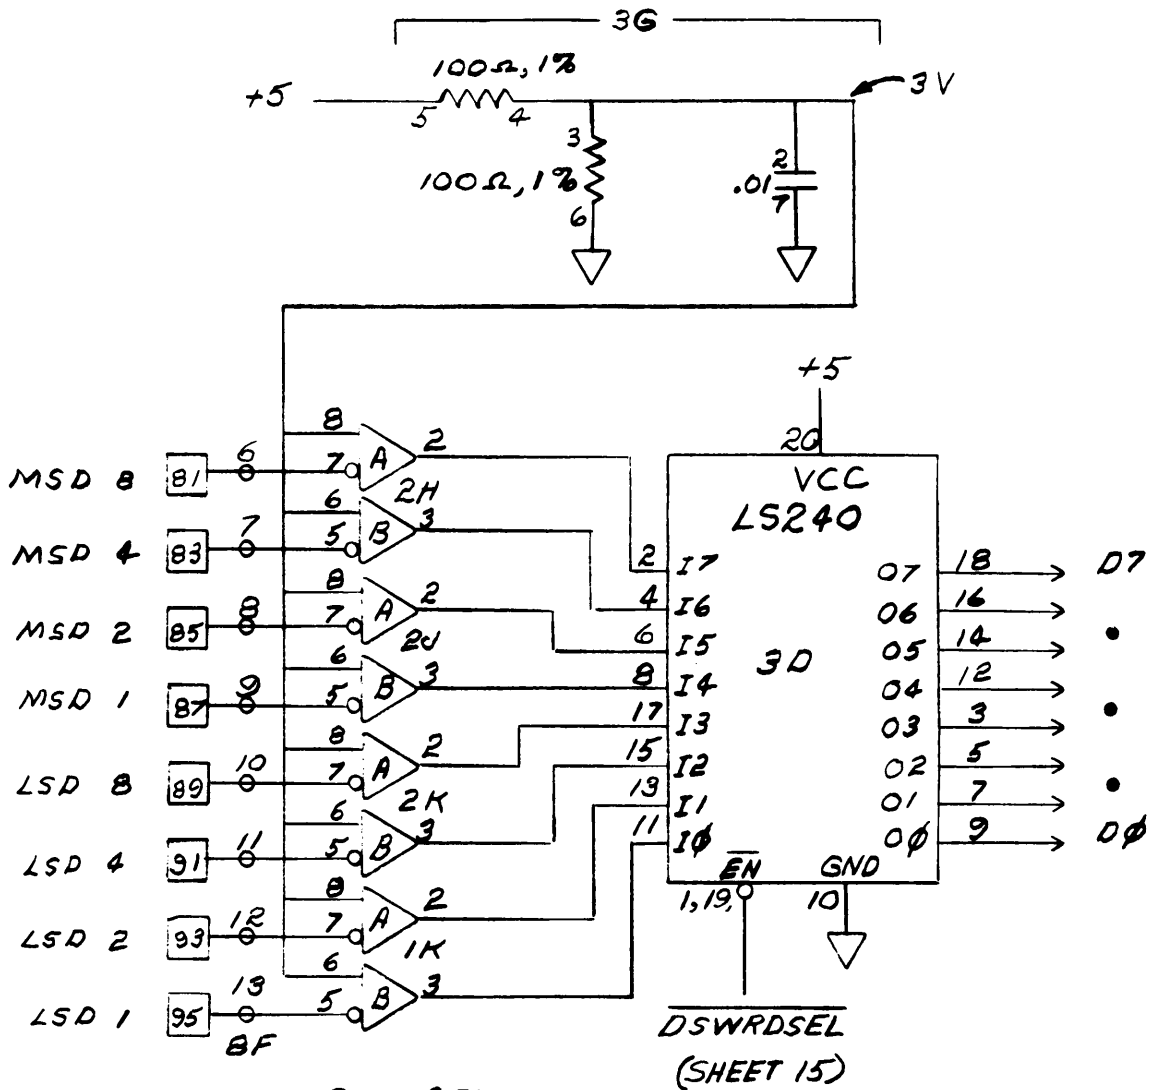 3G
100Ω, 1%
+5
5
4
3V
3
100Ω, 1%
6
2
.01
7
+5
20
VCC
LS240
3D
MSD 8
81
6
8
7
A
2
2H
2
I7
O7
18
D7
MSD 4
83
7
6
5
B
3
4
I6
O6
16
MSD 2
85
8
8
7
A
2
2J
6
I5
O5
14
MSD 1
87
9
6
5
B
3
8
I4
O4
12
LSD 8
89
10
8
7
A
2
2K
17
I3
O3
3
LSD 4
91
11
6
5
B
3
15
I2
O2
5
LSD 2
93
12
8
7
A
2
1K
13
I1
O1
7
LSD 1
95
13
6
5
B
3
11
IØ
OØ
9
DØ
8F
EN
GND
1,19,
10
DSWRDSEL
(SHEET 15)